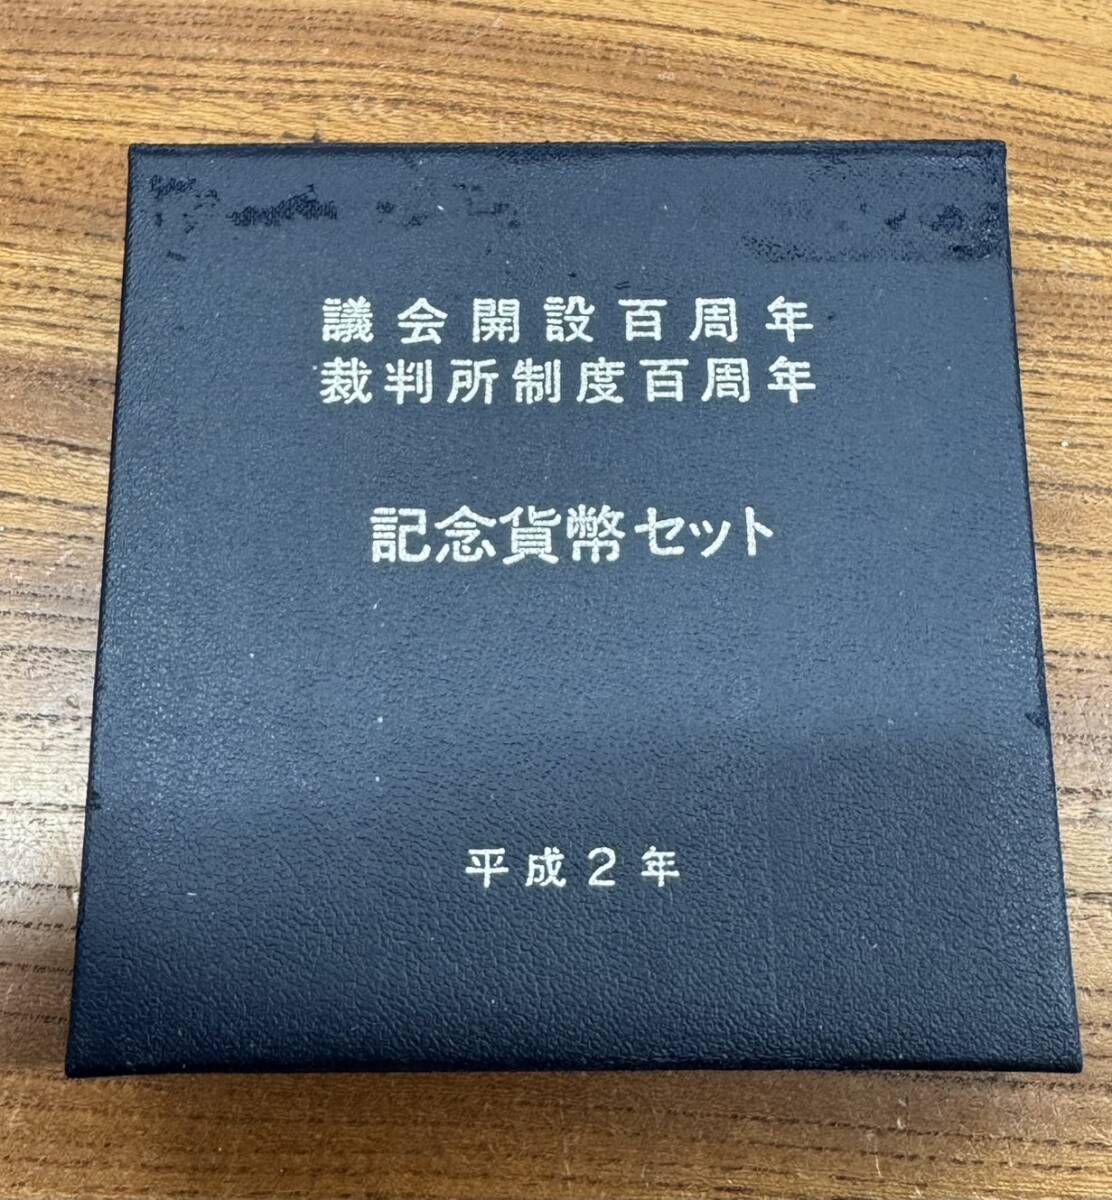 議会開設百周年
裁判所制度百周年
記念貨幣セット
平成2年